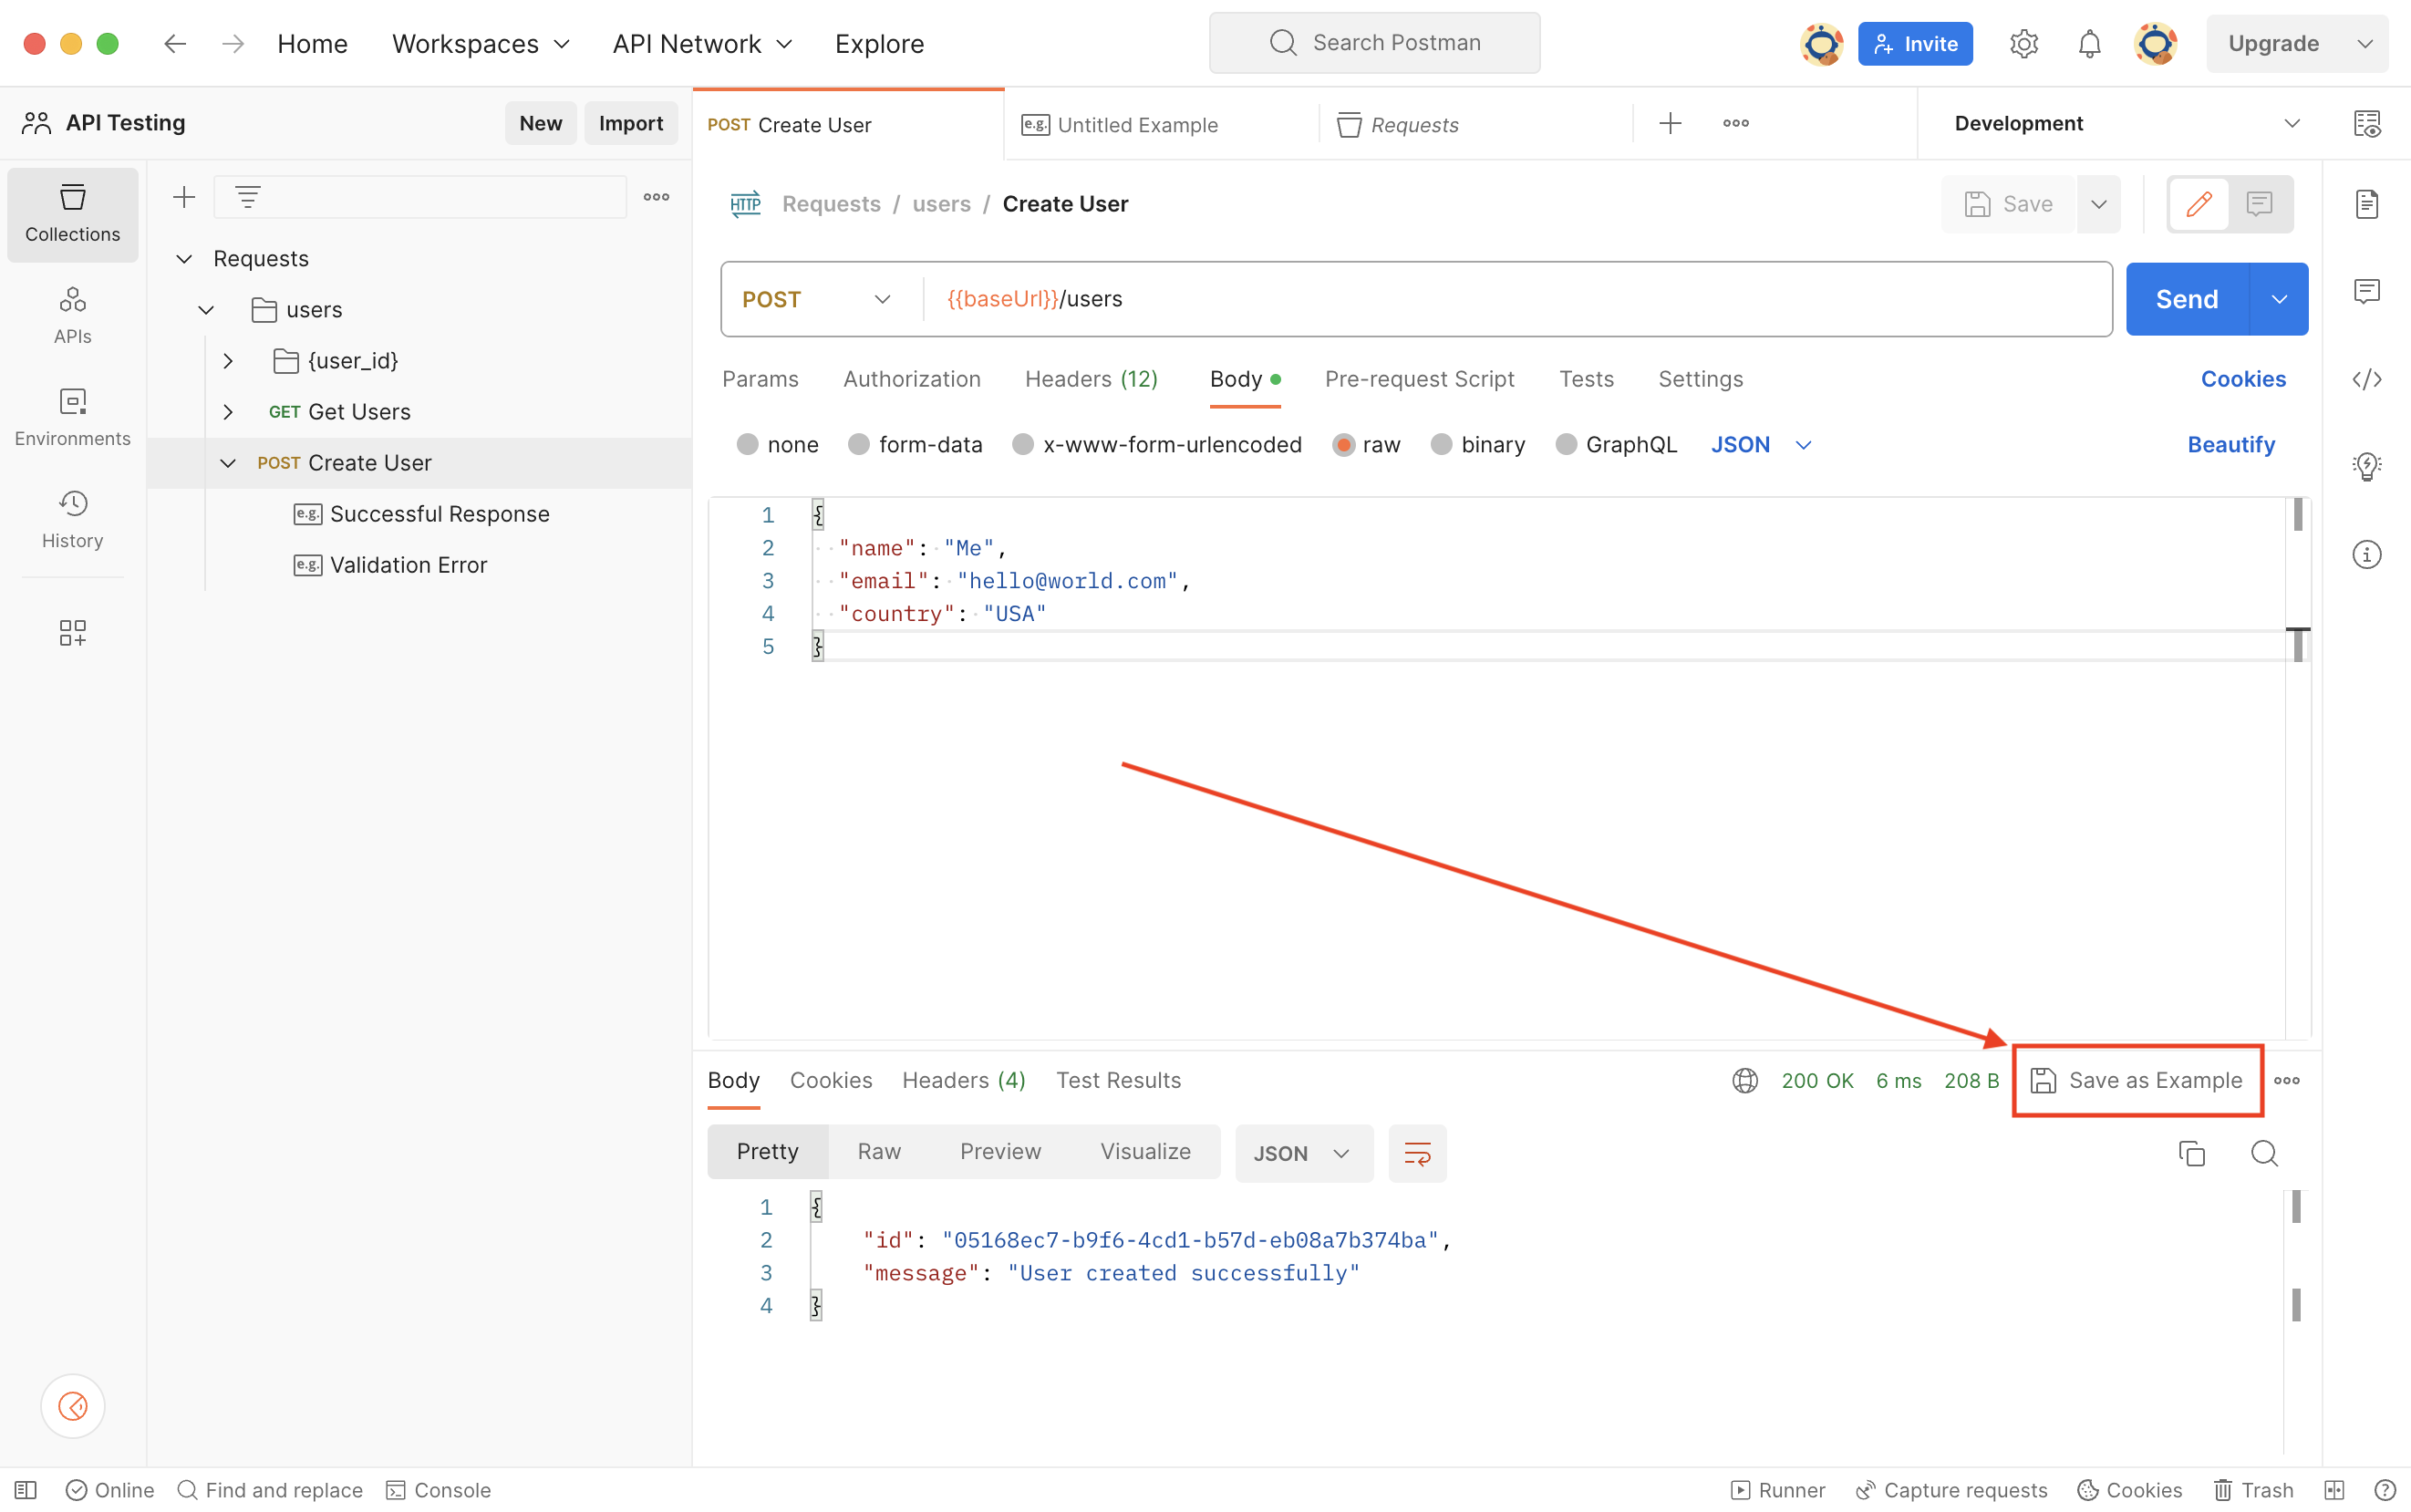 Home Workspaces API Network Explore Search Postman Invite Upgrade
API Testing New Import POST Create User e.g. Untitled Example Requests Development
Collections
APIs
Environments
History
Requests
users
{user_id}
GET Get Users
POST Create User
e.g. Successful Response
e.g. Validation Error
HTTP Requests / users / Create User Save
POST {{baseUrl}}/users Send
Params Authorization Headers (12) Body Pre-request Script Tests Settings Cookies
none form-data x-www-form-urlencoded raw binary GraphQL JSON Beautify
1 {
2 "name": "Me",
3 "email": "hello@world.com",
4 "country": "USA"
5 }
Body Cookies Headers (4) Test Results 200 OK 6 ms 208 B Save as Example
Pretty Raw Preview Visualize JSON
1 {
2 "id": "05168ec7-b9f6-4cd1-b57d-eb08a7b374ba",
3 "message": "User created successfully"
4 }
Online Find and replace Console Runner Capture requests Cookies Trash